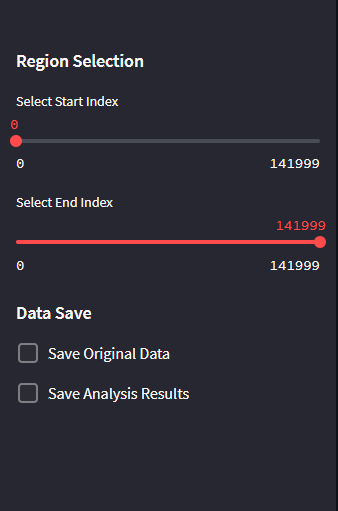 Region Selection
Select Start Index
0
0 141999
Select End Index
141999
0 141999
Data Save
Save Original Data
Save Analysis Results